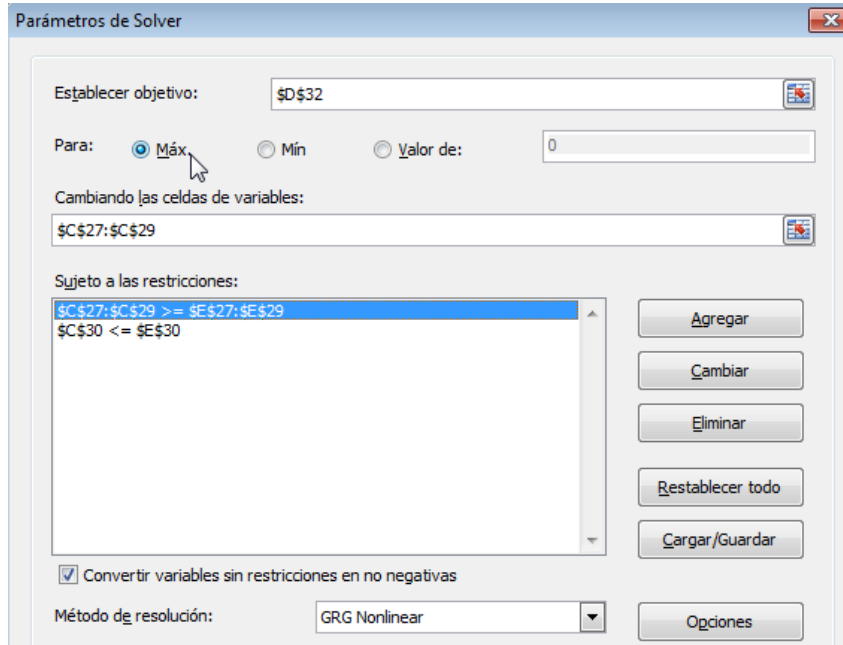 Parámetros de Solver
Establecer objetivo: $D$32
Para: Máx. Mín Valor de: 0
Cambiando las celdas de variables:
$C$27:$C$29
Sujeto a las restricciones:
$C$27:$C$29 >= $E$27:$E$29
$C$30 <= $E$30
Agregar
Cambiar
Eliminar
Restablecer todo
Cargar/Guardar
Convertir variables sin restricciones en no negativas
Método de resolución: GRG Nonlinear Opciones